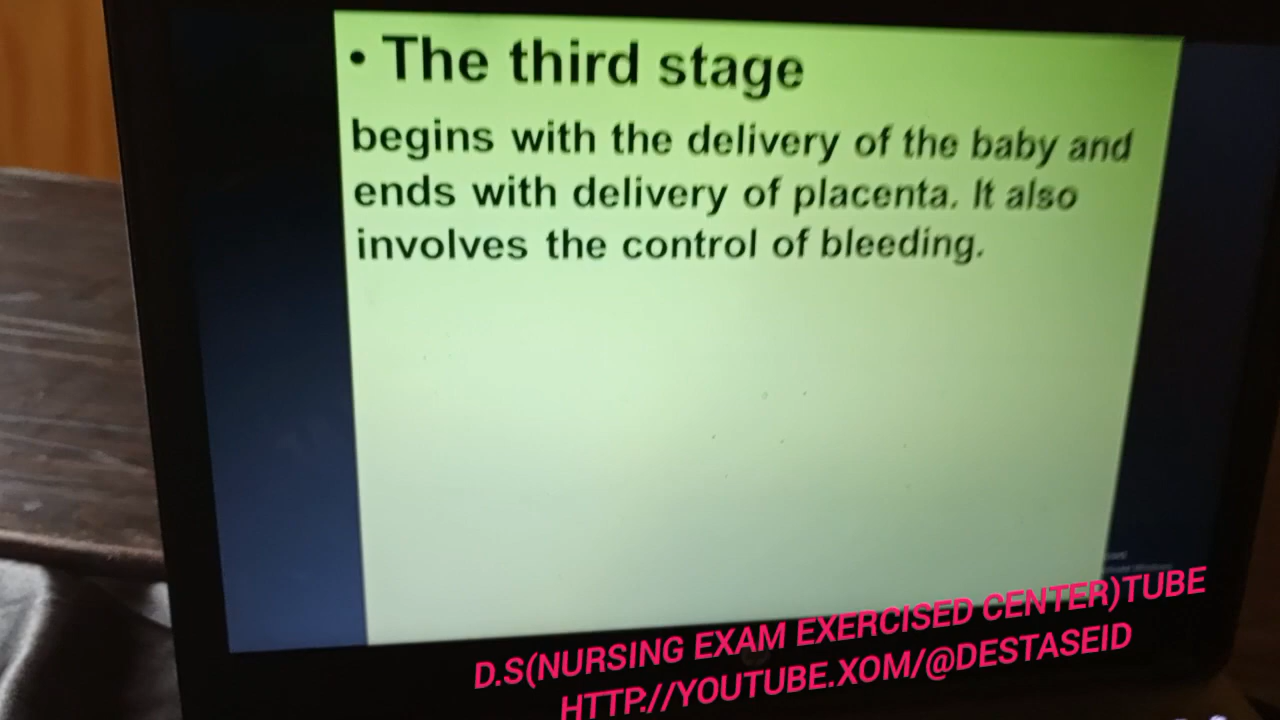 • The third stage
begins with the delivery of the baby and
ends with delivery of placenta. It also
involves the control of bleeding.
D.S(NURSING EXAM EXERCISED CENTER)TUBE
HTTP://YOUTUBE.XOM/@DESTASEID